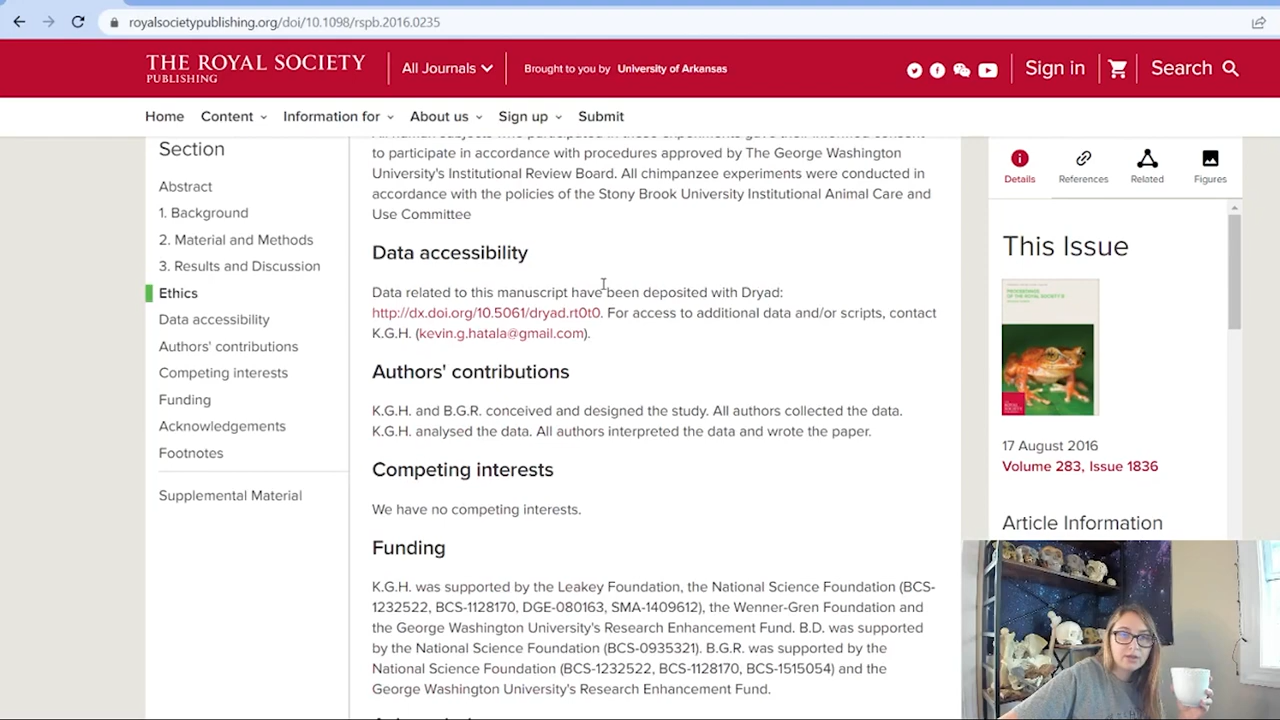 royalsocietypublishing.org/doi/10.1098/rspb.2016.0235
THE ROYAL SOCIETY
PUBLISHING
All Journals
Brought to you by University of Arkansas
Sign in
Search
Home
Content
Information for
About us
Sign up
Submit
Section
Abstract
1. Background
2. Material and Methods
3. Results and Discussion
Ethics
Data accessibility
Authors' contributions
Competing interests
Funding
Acknowledgements
Footnotes
Supplemental Material
All human subjects who participated in these experiments gave their informed consent
to participate in accordance with procedures approved by The George Washington
University's Institutional Review Board. All chimpanzee experiments were conducted in
accordance with the policies of the Stony Brook University Institutional Animal Care and
Use Committee
Data accessibility
Data related to this manuscript have been deposited with Dryad:
http://dx.doi.org/10.5061/dryad.rt0t0. For access to additional data and/or scripts, contact
K.G.H. (kevin.g.hatala@gmail.com).
Authors' contributions
K.G.H. and B.G.R. conceived and designed the study. All authors collected the data.
K.G.H. analysed the data. All authors interpreted the data and wrote the paper.
Competing interests
We have no competing interests.
Funding
K.G.H. was supported by the Leakey Foundation, the National Science Foundation (BCS-
1232522, BCS-1128170, DGE-080163, SMA-1409612), the Wenner-Gren Foundation and
the George Washington University's Research Enhancement Fund. B.D. was supported
by the National Science Foundation (BCS-0935321). B.G.R. was supported by the
National Science Foundation (BCS-1232522, BCS-1128170, BCS-1515054) and the
George Washington University's Research Enhancement Fund.
Details
References
Related
Figures
This Issue
17 August 2016
Volume 283, Issue 1836
Article Information